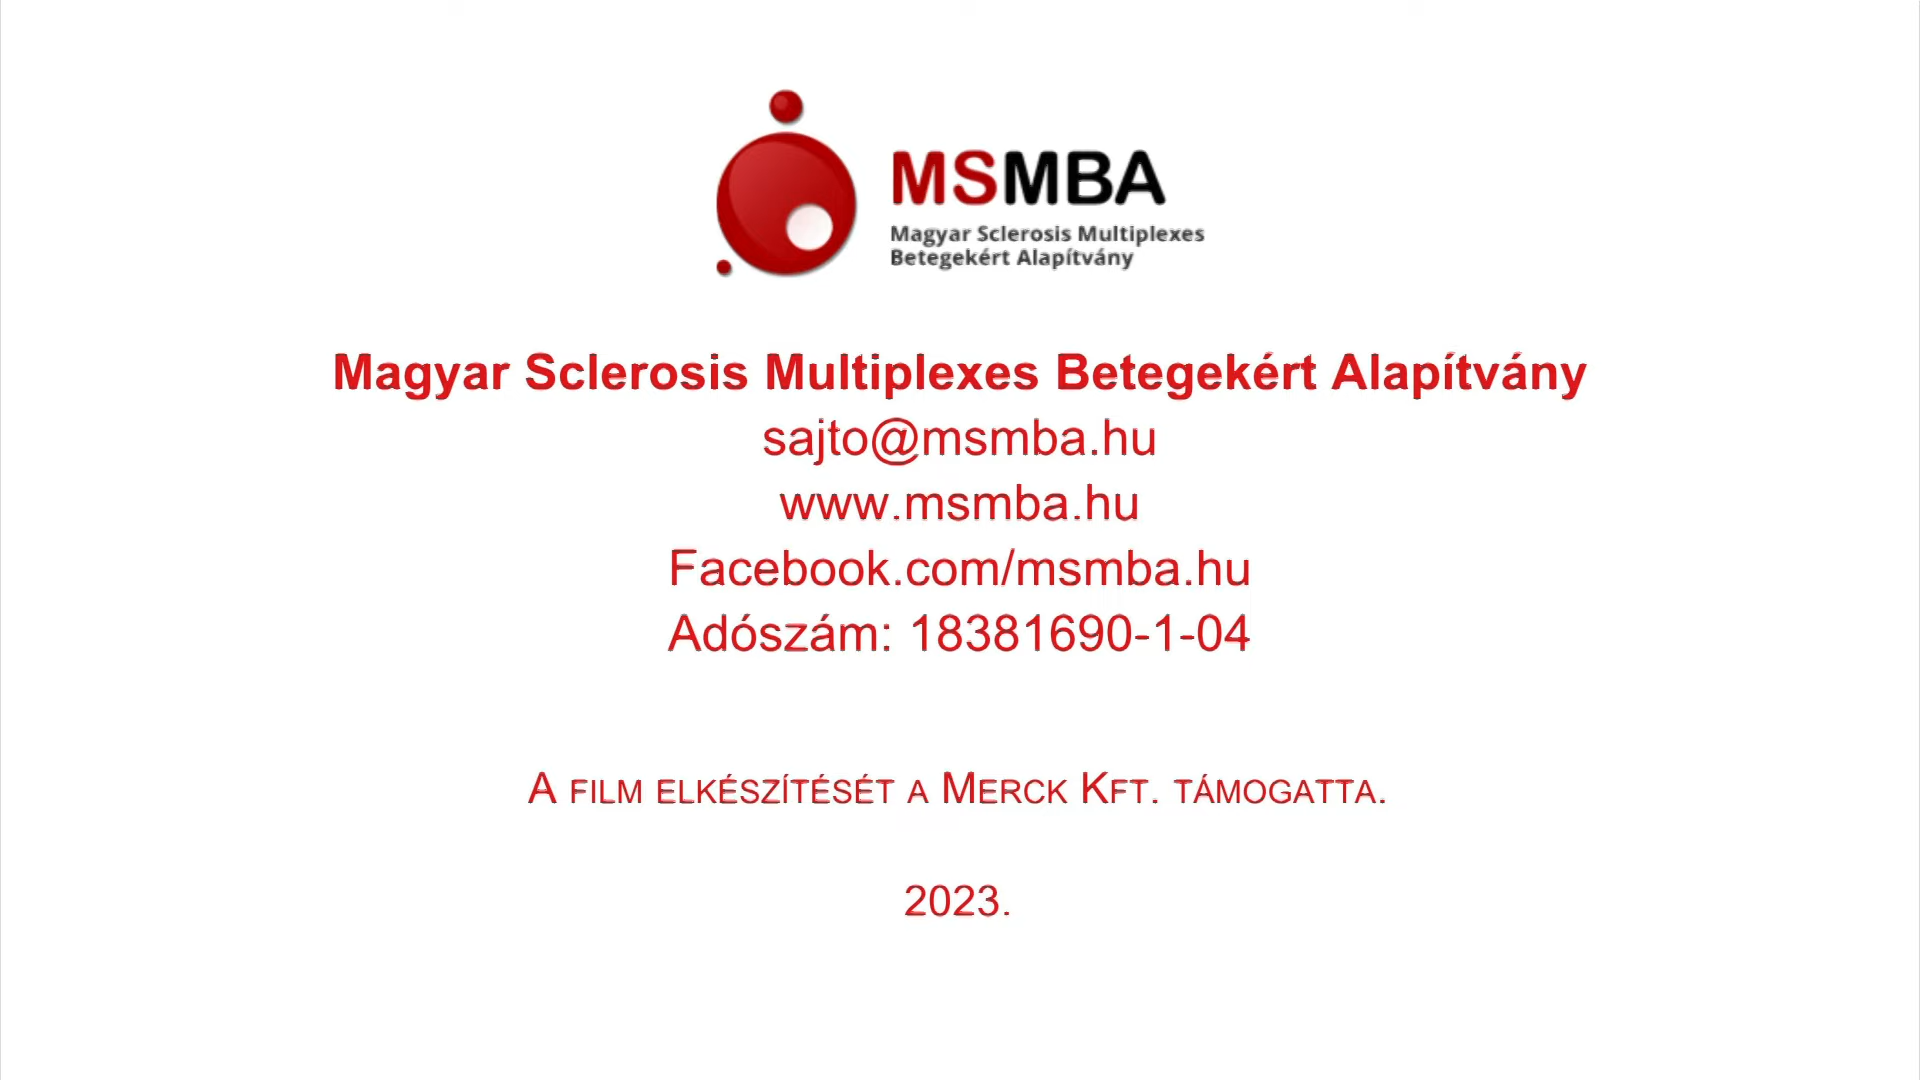 MSMBA
Magyar Sclerosis Multiplexes
Betegekért Alapítvány
Magyar Sclerosis Multiplexes Betegekért Alapítvány
sajto@msmba.hu
www.msmba.hu
Facebook.com/msmba.hu
Adószám: 18381690-1-04
A FILM ELKÉSZÍTÉSÉT A MERCK KFT. TÁMOGATTA.
2023.